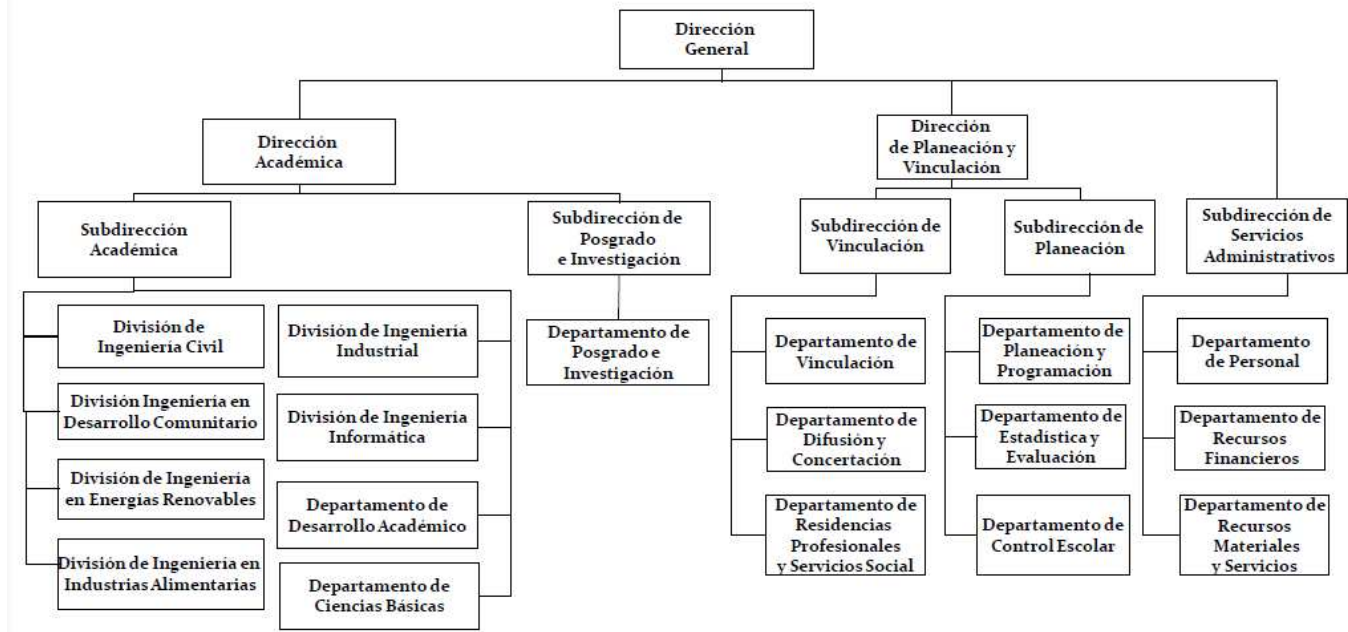 Dirección
General
Dirección
Académica
Dirección
de Planeación y
Vinculación
Subdirección
Académica
Subdirección de
Posgrado
e Investigación
Subdirección de
Vinculación
Subdirección de
Planeación
Subdirección de
Servicios
Administrativos
División de
Ingeniería Civil
División Ingeniería en
Desarrollo Comunitario
División de Ingeniería
en Energías Renovables
División de Ingeniería en
Industrias Alimentarias
División de Ingeniería
Industrial
División de Ingeniería
Informática
Departamento de
Desarrollo Académico
Departamento de
Ciencias Básicas
Departamento de
Posgrado e
Investigación
Departamento de
Vinculación
Departamento de
Difusión y
Concertación
Departamento de
Residencias
Profesionales
y Servicios Social
Departamento de
Planeación y
Programación
Departamento de
Estadística y
Evaluación
Departamento de
Control Escolar
Departamento
de Personal
Departamento de
Recursos
Financieros
Departamento de
Recursos
Materiales
y Servicios